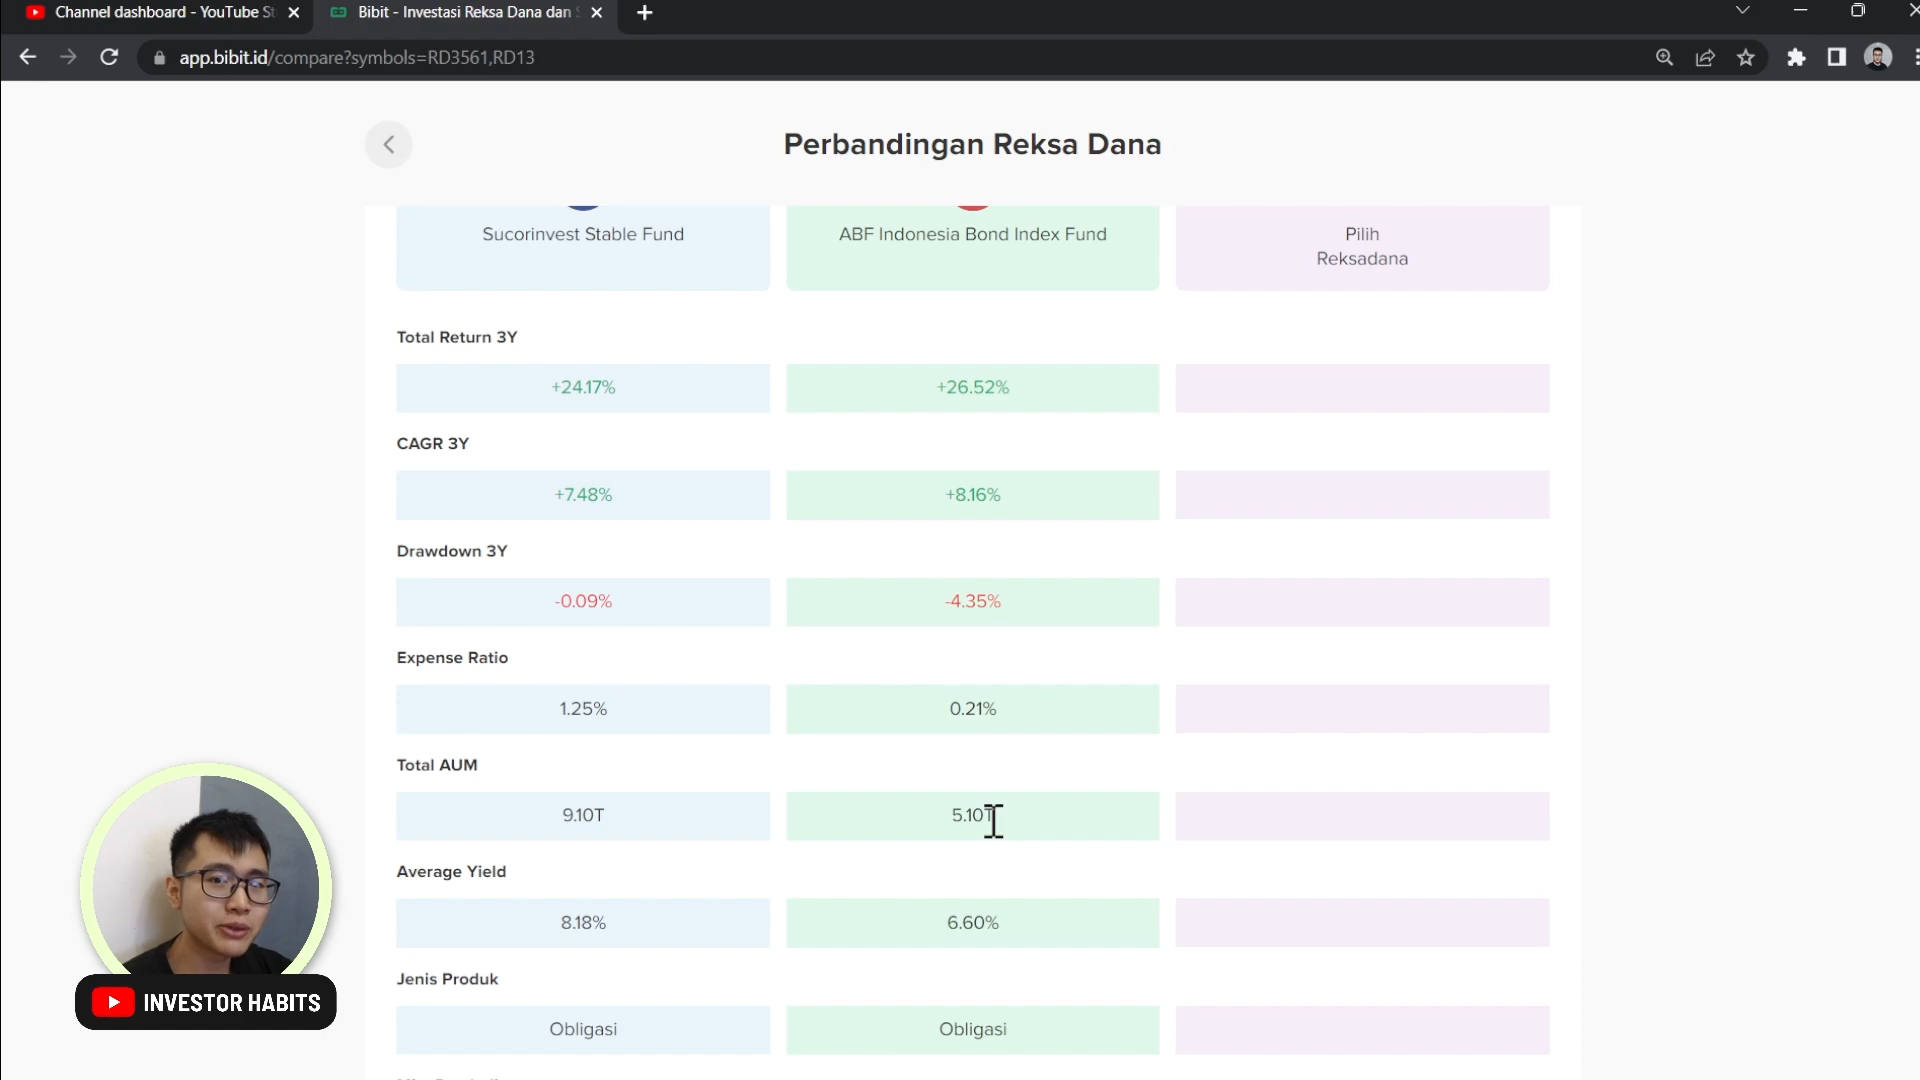 Channel dashboard - YouTube St
Bibit - Investasi Reksa Dana dan S
app.bibit.id/compare?symbols=RD3561,RD13
Perbandingan Reksa Dana
Sucorinvest Stable Fund
ABF Indonesia Bond Index Fund
Pilih
Reksadana
Total Return 3Y
+24.17%
+26.52%
CAGR 3Y
+7.48%
+8.16%
Drawdown 3Y
-0.09%
-4.35%
Expense Ratio
1.25%
0.21%
Total AUM
9.10T
5.10T
Average Yield
8.18%
6.60%
Jenis Produk
Obligasi
Obligasi
INVESTOR HABITS